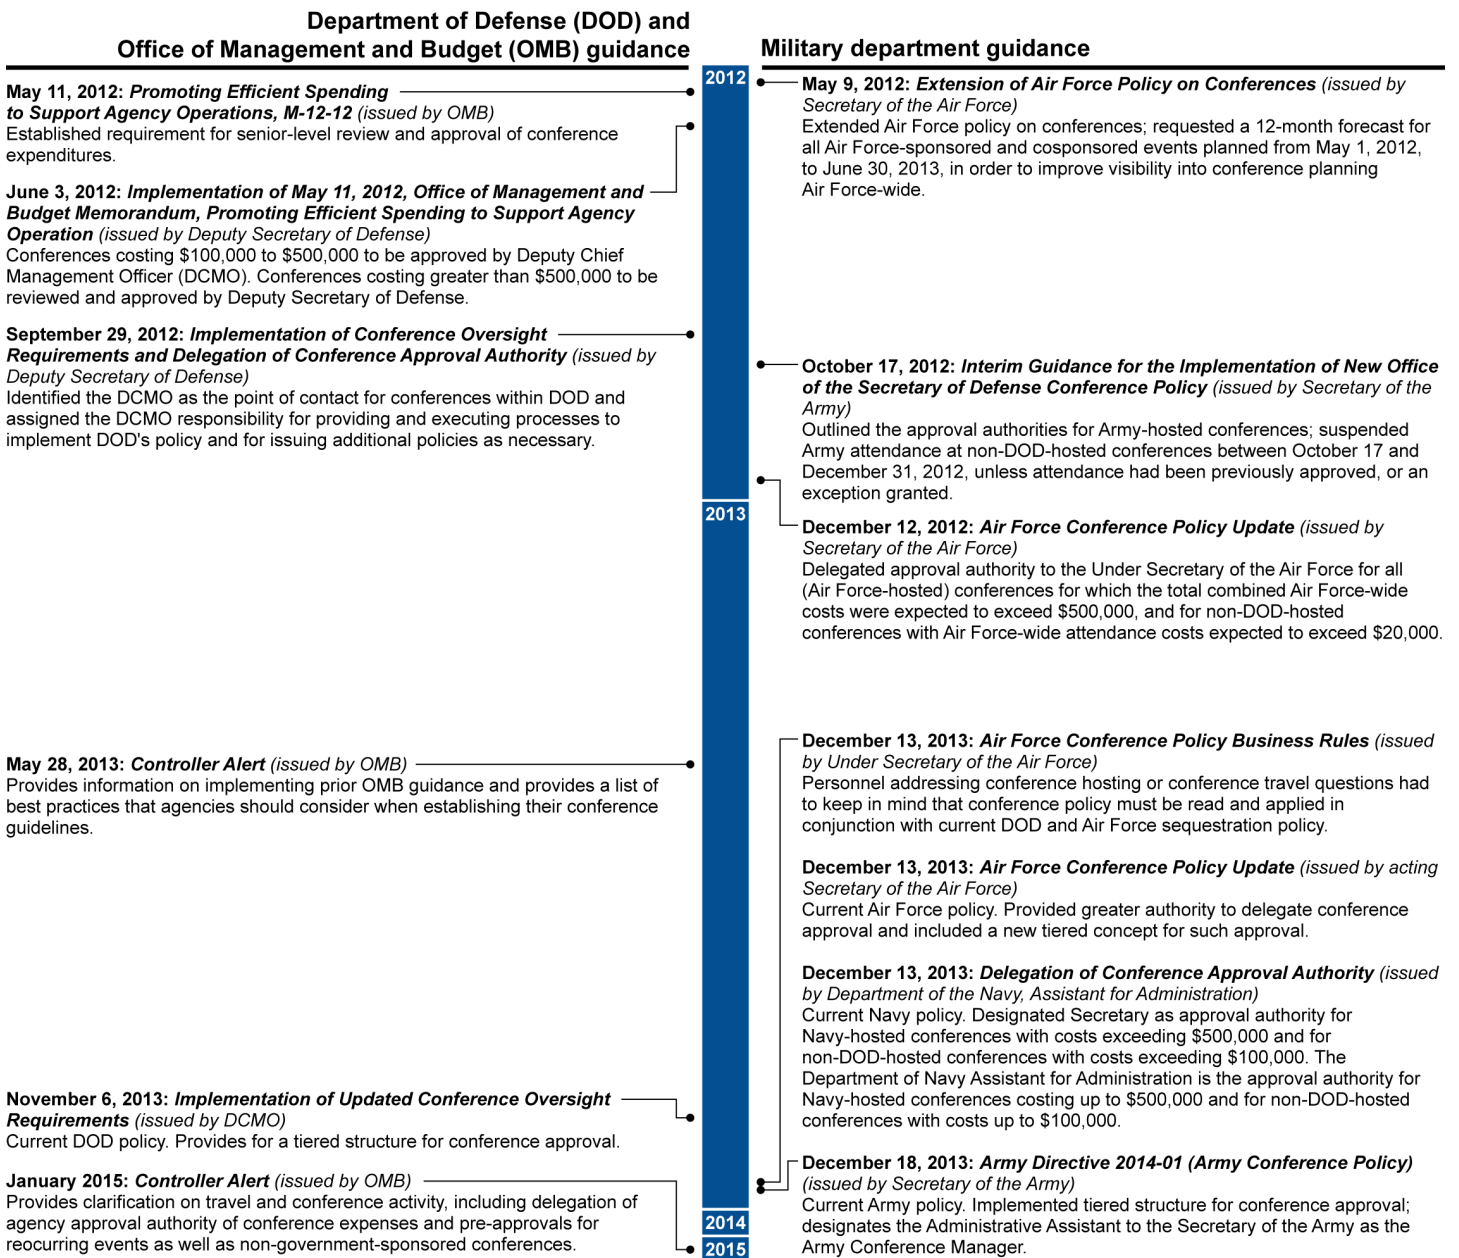 Department of Defense (DOD) and
Office of Management and Budget (OMB) guidance
May 11, 2012: Promoting Efficient Spending
to Support Agency Operations, M-12-12 (issued by OMB)
Established requirement for senior-level review and approval of conference
expenditures.
June 3, 2012: Implementation of May 11, 2012, Office of Management and
Budget Memorandum, Promoting Efficient Spending to Support Agency
Operation (issued by Deputy Secretary of Defense)
Conferences costing $100,000 to $500,000 to be approved by Deputy Chief
Management Officer (DCMO). Conferences costing greater than $500,000 to be
reviewed and approved by Deputy Secretary of Defense.
September 29, 2012: Implementation of Conference Oversight
Requirements and Delegation of Conference Approval Authority (issued by
Deputy Secretary of Defense)
Identified the DCMO as the point of contact for conferences within DOD and
assigned the DCMO responsibility for providing and executing processes to
implement DOD's policy and for issuing additional policies as necessary.
May 28, 2013: Controller Alert (issued by OMB)
Provides information on implementing prior OMB guidance and provides a list of
best practices that agencies should consider when establishing their conference
guidelines.
November 6, 2013: Implementation of Updated Conference Oversight
Requirements (issued by DCMO)
Current DOD policy. Provides for a tiered structure for conference approval.
January 2015: Controller Alert (issued by OMB)
Provides clarification on travel and conference activity, including delegation of
agency approval authority of conference expenses and pre-approvals for
reocurring events as well as non-government-sponsored conferences.
2012
2013
2014
2015
Military department guidance
May 9, 2012: Extension of Air Force Policy on Conferences (issued by
Secretary of the Air Force)
Extended Air Force policy on conferences; requested a 12-month forecast for
all Air Force-sponsored and cosponsored events planned from May 1, 2012,
to June 30, 2013, in order to improve visibility into conference planning
Air Force-wide.
October 17, 2012: Interim Guidance for the Implementation of New Office
of the Secretary of Defense Conference Policy (issued by Secretary of the
Army)
Outlined the approval authorities for Army-hosted conferences; suspended
Army attendance at non-DOD-hosted conferences between October 17 and
December 31, 2012, unless attendance had been previously approved, or an
exception granted.
December 12, 2012: Air Force Conference Policy Update (issued by
Secretary of the Air Force)
Delegated approval authority to the Under Secretary of the Air Force for all
(Air Force-hosted) conferences for which the total combined Air Force-wide
costs were expected to exceed $500,000, and for non-DOD-hosted
conferences with Air Force-wide attendance costs expected to exceed $20,000.
December 13, 2013: Air Force Conference Policy Business Rules (issued
by Under Secretary of the Air Force)
Personnel addressing conference hosting or conference travel questions had
to keep in mind that conference policy must be read and applied in
conjunction with current DOD and Air Force sequestration policy.
December 13, 2013: Air Force Conference Policy Update (issued by acting
Secretary of the Air Force)
Current Air Force policy. Provided greater authority to delegate conference
approval and included a new tiered concept for such approval.
December 13, 2013: Delegation of Conference Approval Authority (issued
by Department of the Navy, Assistant for Administration)
Current Navy policy. Designated Secretary as approval authority for
Navy-hosted conferences with costs exceeding $500,000 and for
non-DOD-hosted conferences with costs exceeding $100,000. The
Department of Navy Assistant for Administration is the approval authority for
Navy-hosted conferences costing up to $500,000 and for non-DOD-hosted
conferences with costs up to $100,000.
December 18, 2013: Army Directive 2014-01 (Army Conference Policy)
(issued by Secretary of the Army)
Current Army policy. Implemented tiered structure for conference approval;
designates the Administrative Assistant to the Secretary of the Army as the
Army Conference Manager.